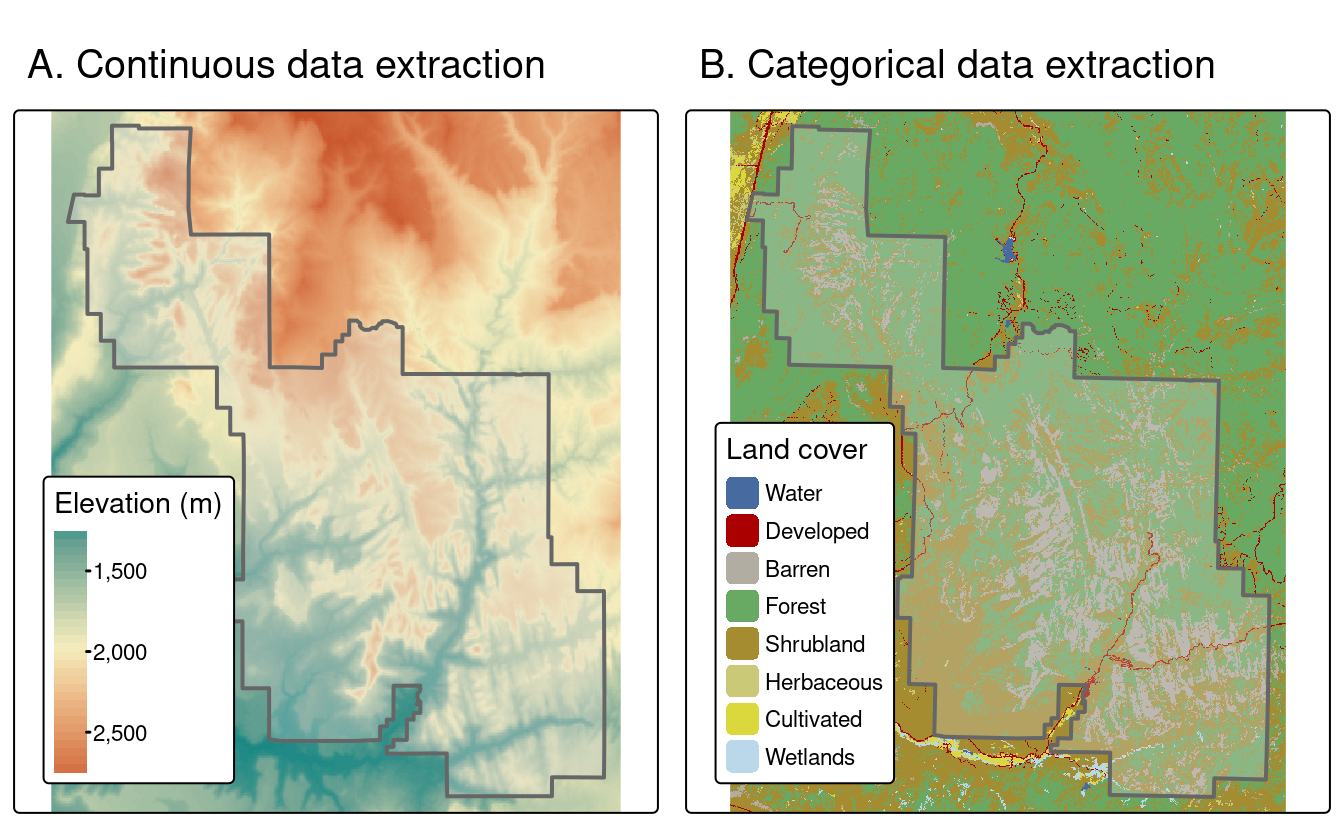 A. Continuous data extraction
B. Categorical data extraction
Elevation (m)
1,500
2,000
2,500
Land cover
Water
Developed
Barren
Forest
Shrubland
Herbaceous
Cultivated
Wetlands